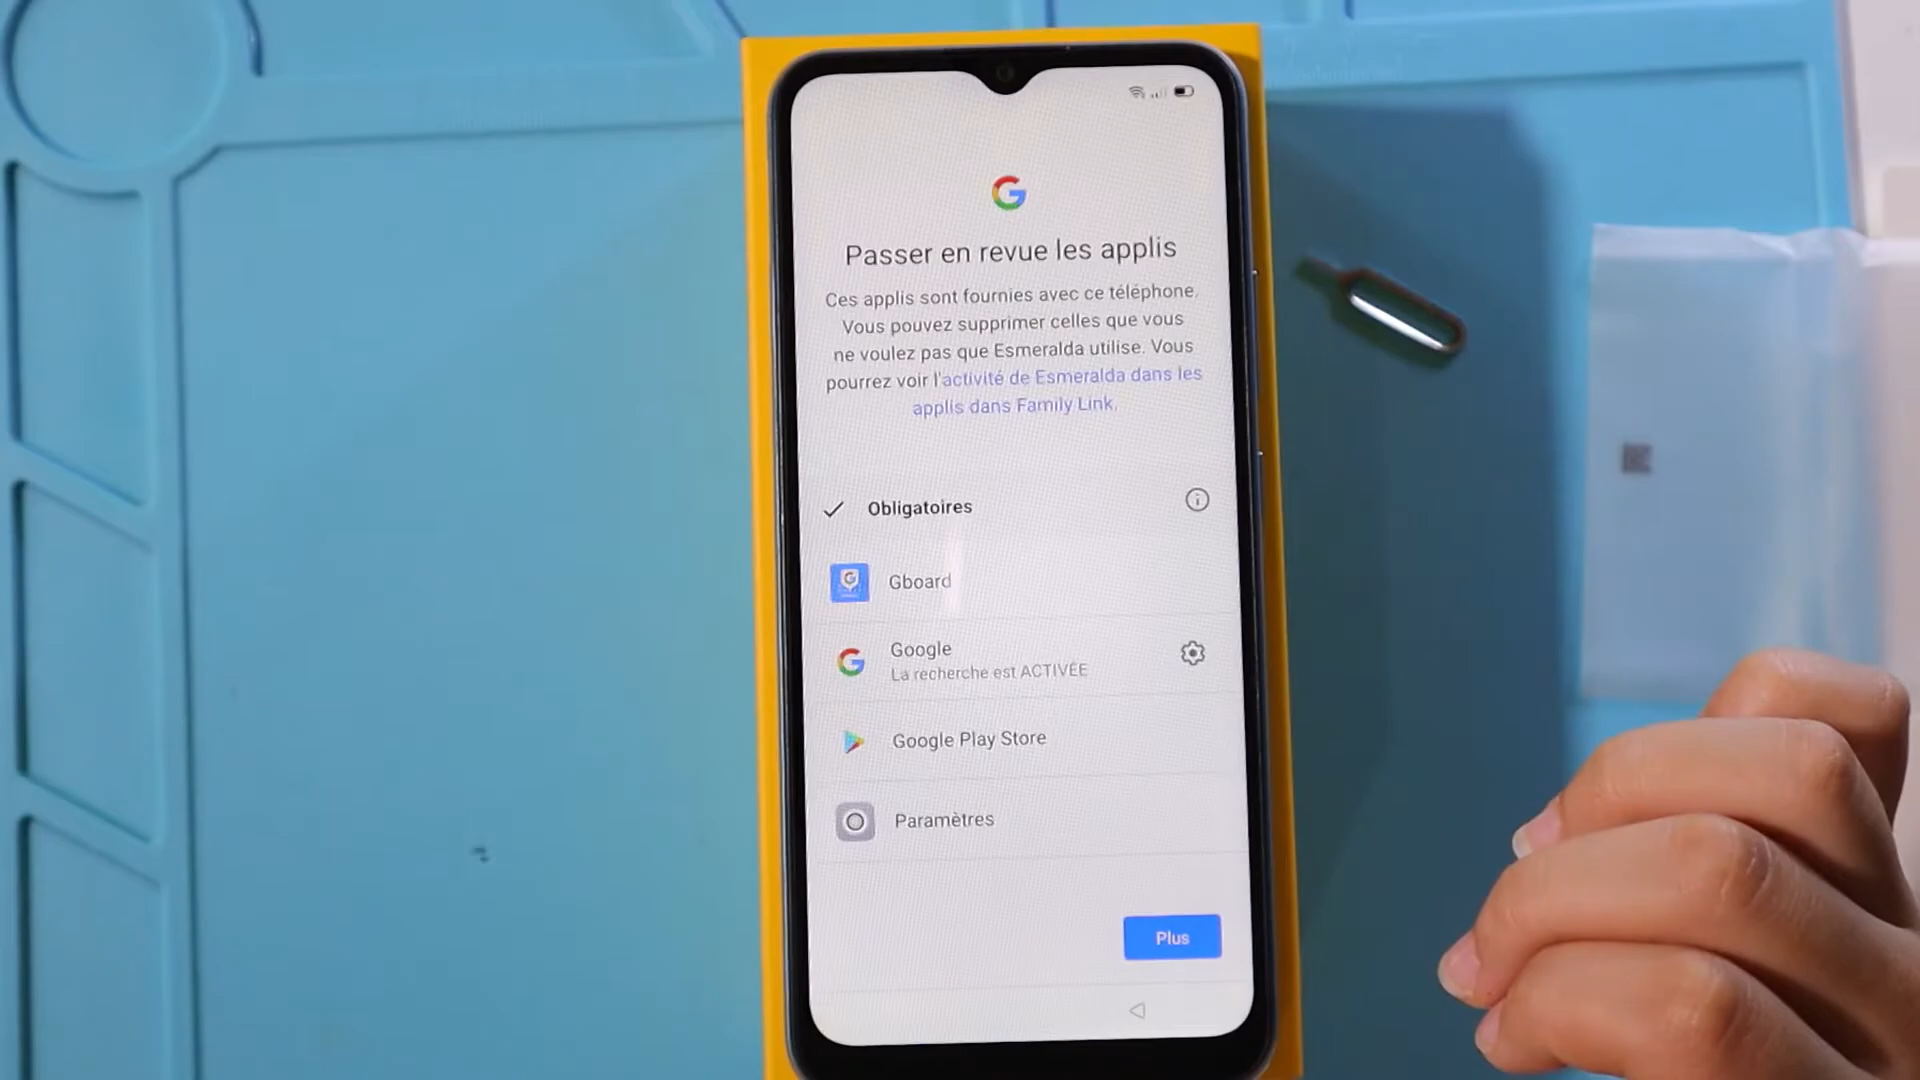 Passer en revue les applis
Ces applis sont fournies avec ce téléphone.
Vous pouvez supprimer celles que vous
ne voulez pas que Esmeralda utilise. Vous
pourrez voir l'activité de Esmeralda dans les
applis dans Family Link.
Obligatoires
Gboard
Google
La recherche est ACTIVÉE
Google Play Store
Paramètres
Plus